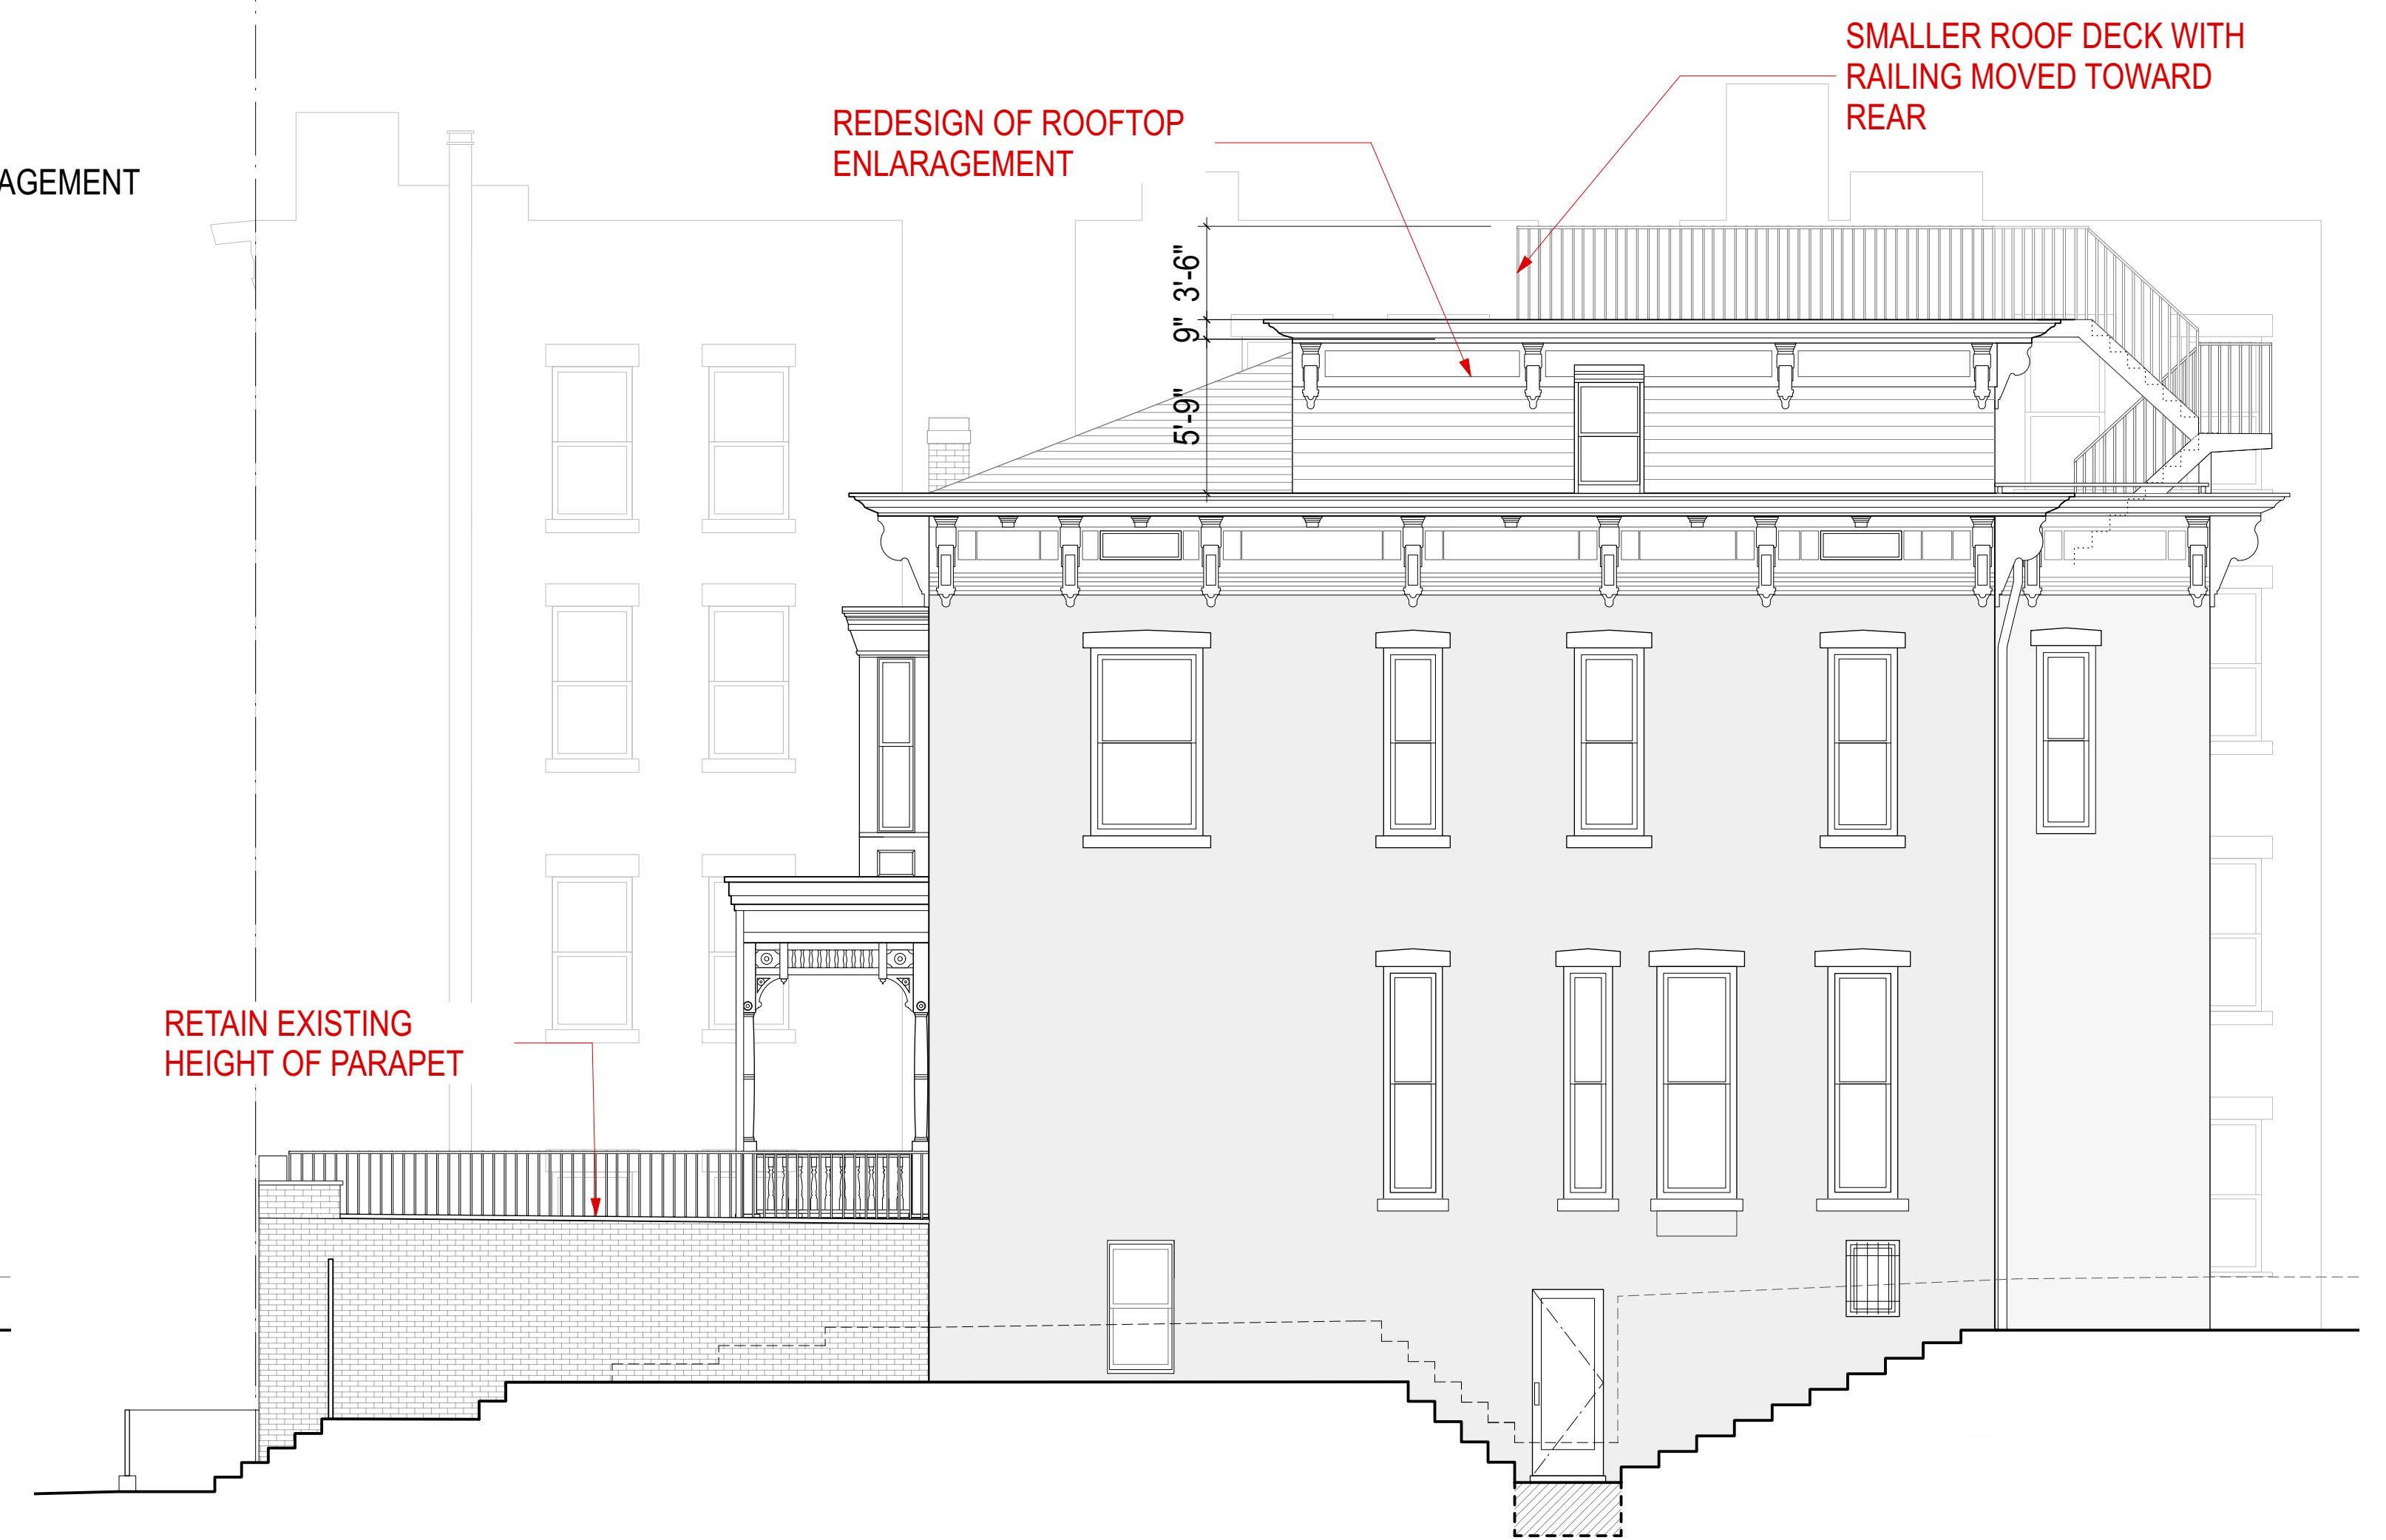 SMALLER ROOF DECK WITH
RAILING MOVED TOWARD
REAR
REDESIGN OF ROOFTOP
ENLARAGEMENT
AGEMENT
3'-6"
9"
5'-9"
RETAIN EXISTING
HEIGHT OF PARAPET